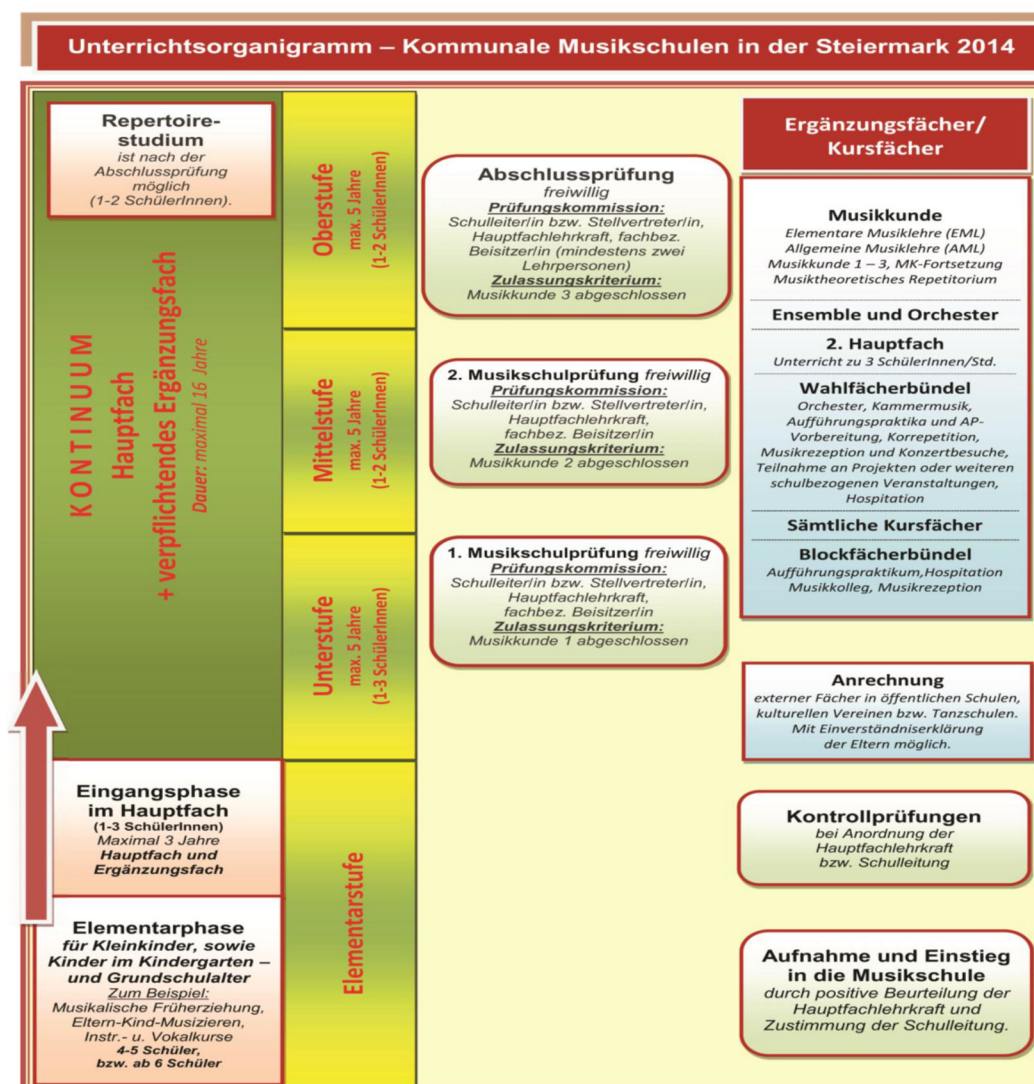 Unterrichtsorganigramm – Kommunale Musikschulen in der Steiermark 2014
Repertoire-
studium
ist nach der
Abschlussprüfung
möglich
(1-2 SchülerInnen).
KONTINUUM
Hauptfach
+ verpflichtendes Ergänzungsfach
Dauer: maximal 16 Jahre
Eingangsphase
im Hauptfach
(1-3 SchülerInnen)
Maximal 3 Jahre
Hauptfach und
Ergänzungsfach
Elementarphase
für Kleinkinder, sowie
Kinder im Kindergarten –
und Grundschulalter
Zum Beispiel:
Musikalische Früherziehung,
Eltern-Kind-Musizieren,
Instr.- u. Vokalkurse
4-5 Schüler,
bzw. ab 6 Schüler
Oberstufe
max. 5 Jahre
(1-2 SchülerInnen)
Mittelstufe
max. 5 Jahre
(1-2 SchülerInnen)
Unterstufe
max. 5 Jahre
(1-3 SchülerInnen)
Elementarstufe
Abschlussprüfung
freiwillig
Prüfungskommission:
Schulleiter/in bzw. Stellvertreter/in,
Hauptfachlehrkraft, fachbez.
Beisitzer/in (mindestens zwei
Lehrpersonen)
Zulassungskriterium:
Musikkunde 3 abgeschlossen
2. Musikschulprüfung freiwillig
Prüfungskommission:
Schulleiter/in bzw. Stellvertreter/in,
Hauptfachlehrkraft,
fachbez. Beisitzer/in
Zulassungskriterium:
Musikkunde 2 abgeschlossen
1. Musikschulprüfung freiwillig
Prüfungskommission:
Schulleiter/in bzw. Stellvertreter/in,
Hauptfachlehrkraft,
fachbez. Beisitzer/in
Zulassungskriterium:
Musikkunde 1 abgeschlossen
Ergänzungsfächer/
Kursfächer
Musikkunde
Elementare Musiklehre (EML)
Allgemeine Musiklehre (AML)
Musikkunde 1 – 3, MK-Fortsetzung
Musiktheoretisches Repetitorium
Ensemble und Orchester
2. Hauptfach
Unterricht zu 3 SchülerInnen/Std.
Wahlfächerbündel
Orchester, Kammermusik,
Aufführungspraktika und AP-
Vorbereitung, Korrepetition,
Musikrezeption und Konzertbesuche,
Teilnahme an Projekten oder weiteren
schulbezogenen Veranstaltungen,
Hospitation
Sämtliche Kursfächer
Blockfächerbündel
Aufführungspraktikum,Hospitation
Musikkolleg, Musikrezeption
Anrechnung
externer Fächer in öffentlichen Schulen,
kulturellen Vereinen bzw. Tanzschulen.
Mit Einverständniserklärung
der Eltern möglich.
Kontrollprüfungen
bei Anordnung der
Hauptfachlehrkraft
bzw. Schulleitung
Aufnahme und Einstieg
in die Musikschule
durch positive Beurteilung der
Hauptfachlehrkraft und
Zustimmung der Schulleitung.